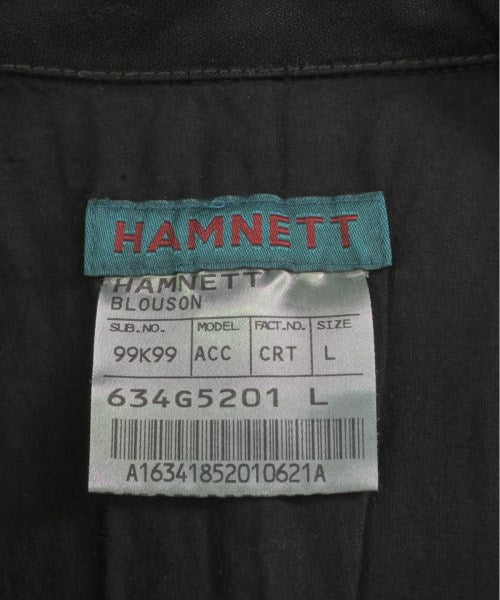 HAMNETT
HAMNETT
BLOUSON
SUB.NO. MODEL FACT.NO. SIZE
99K99 ACC CRT L
634G5201 L
A16341852010621A